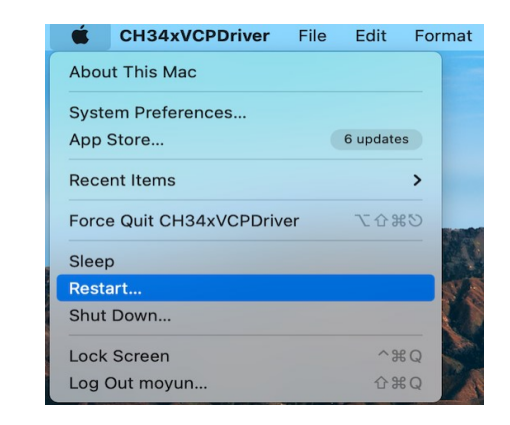 CH34xVCPDriver File Edit Format
About This Mac
System Preferences...
App Store... 6 updates
Recent Items
Force Quit CH34xVCPDriver ⌥⇧⌘⎋
Sleep
Restart...
Shut Down...
Lock Screen ^⌘Q
Log Out moyun... ⇧⌘Q